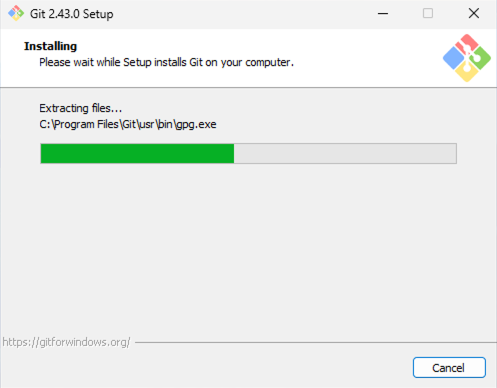 Git 2.43.0 Setup
Installing
Please wait while Setup installs Git on your computer.
Extracting files...
C:\Program Files\Git\usr\bin\gpg.exe
https://gitforwindows.org/
Cancel